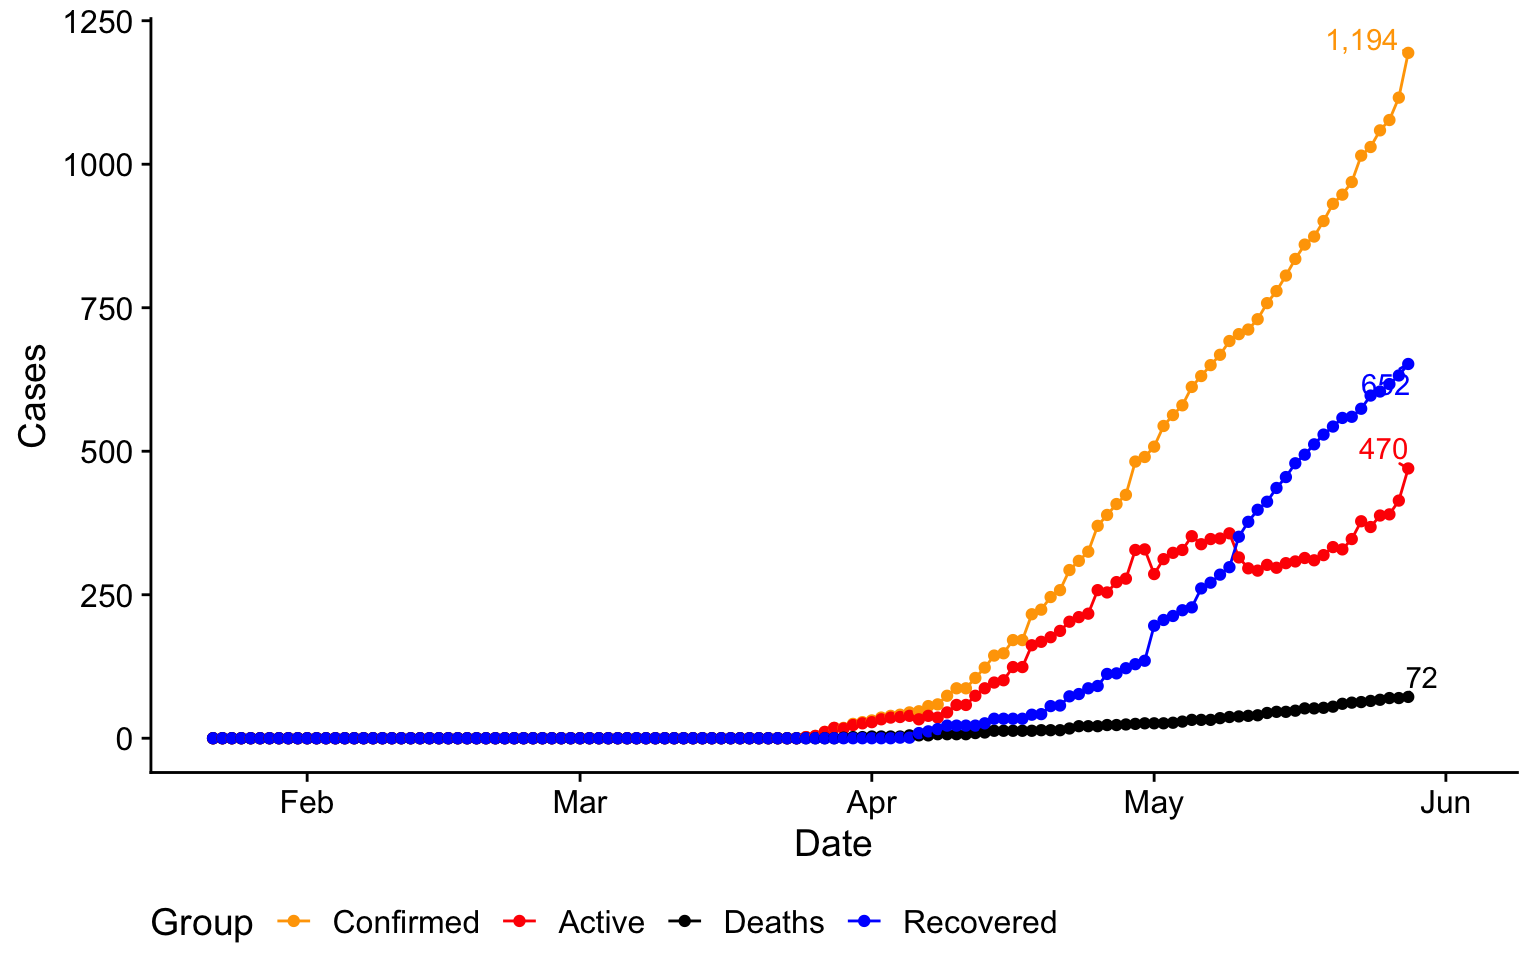 1250
1,194
1000
750
652
500
470
250
72
0
Cases
Feb Mar Apr May Jun
Date
Group Confirmed Active Deaths Recovered